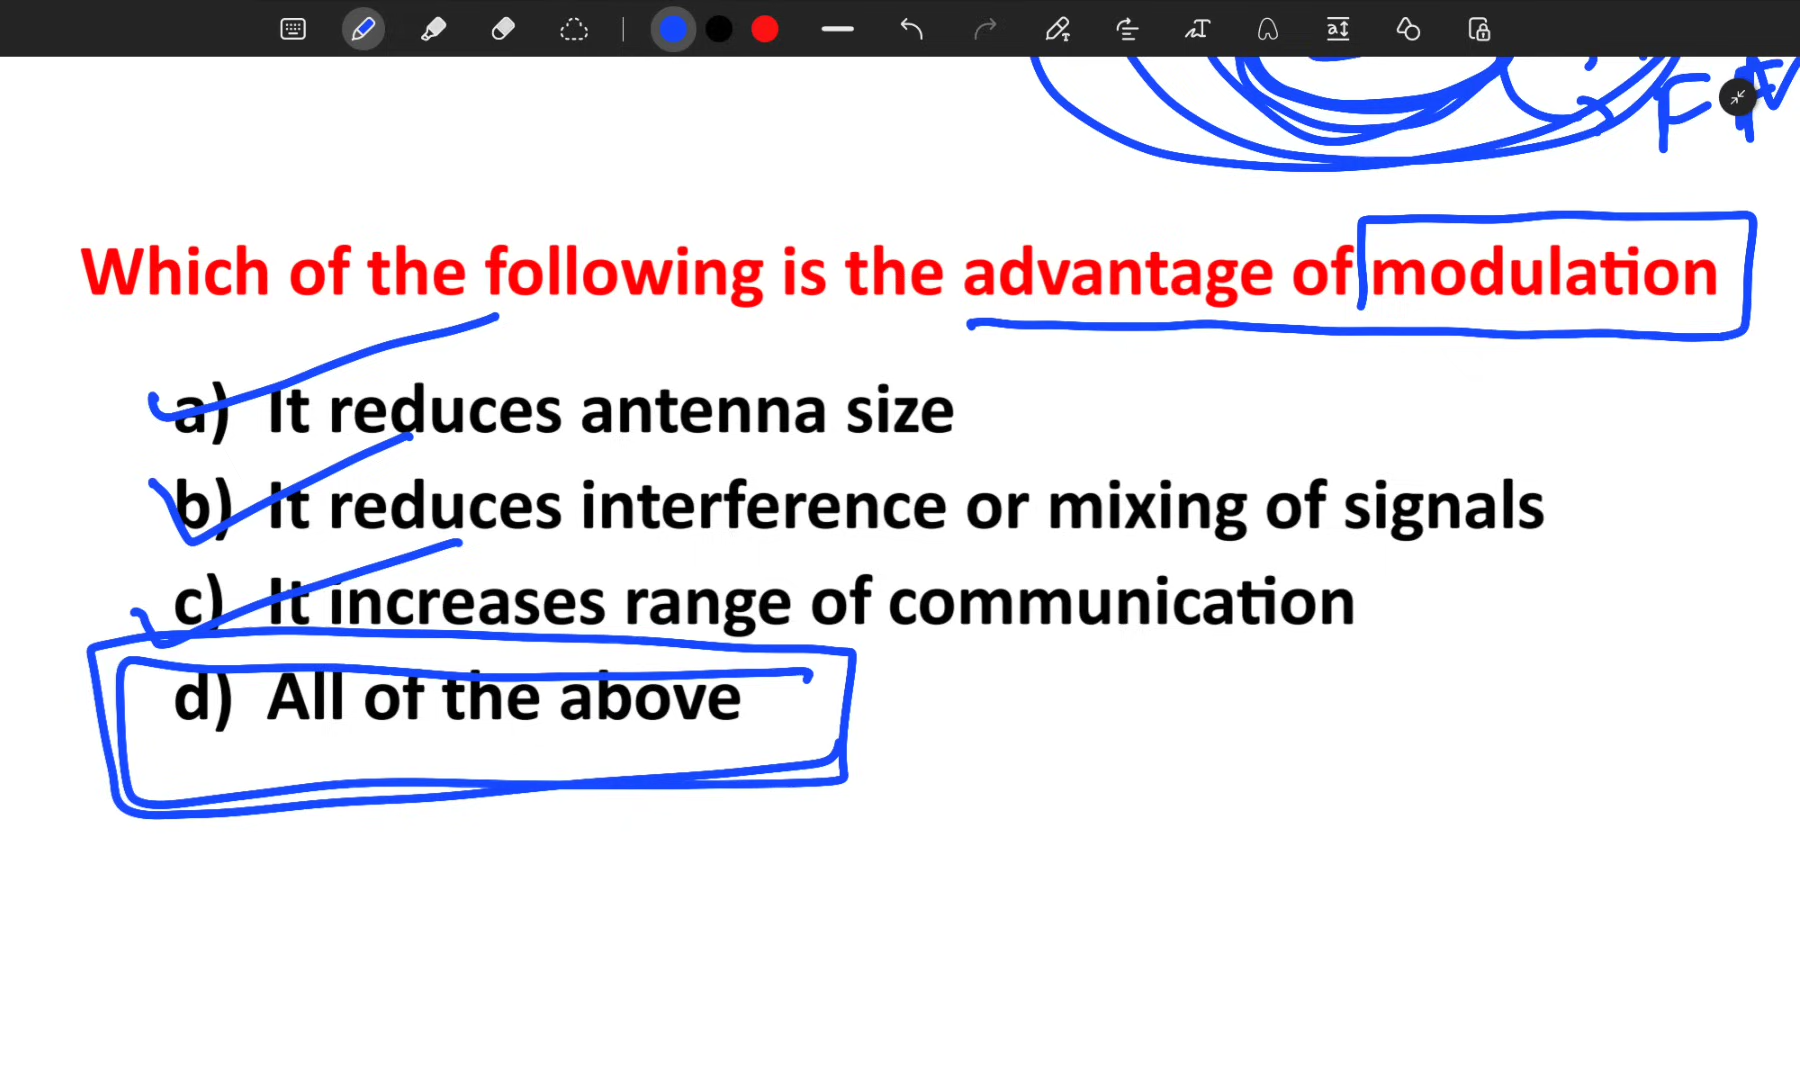 Which of the following is the advantage of modulation
a) It reduces antenna size
b) It reduces interference or mixing of signals
c) It increases range of communication
d) All of the above